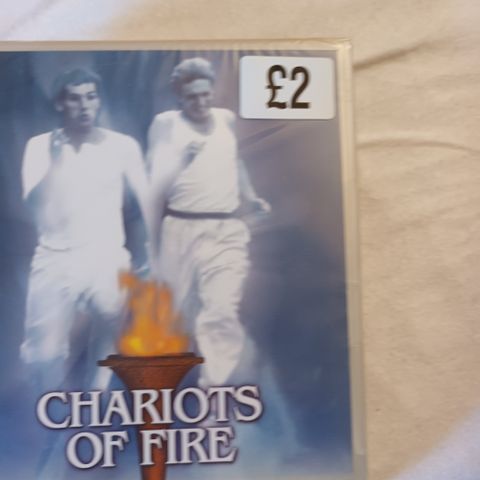 £2
CHARIOTS
OF FIRE